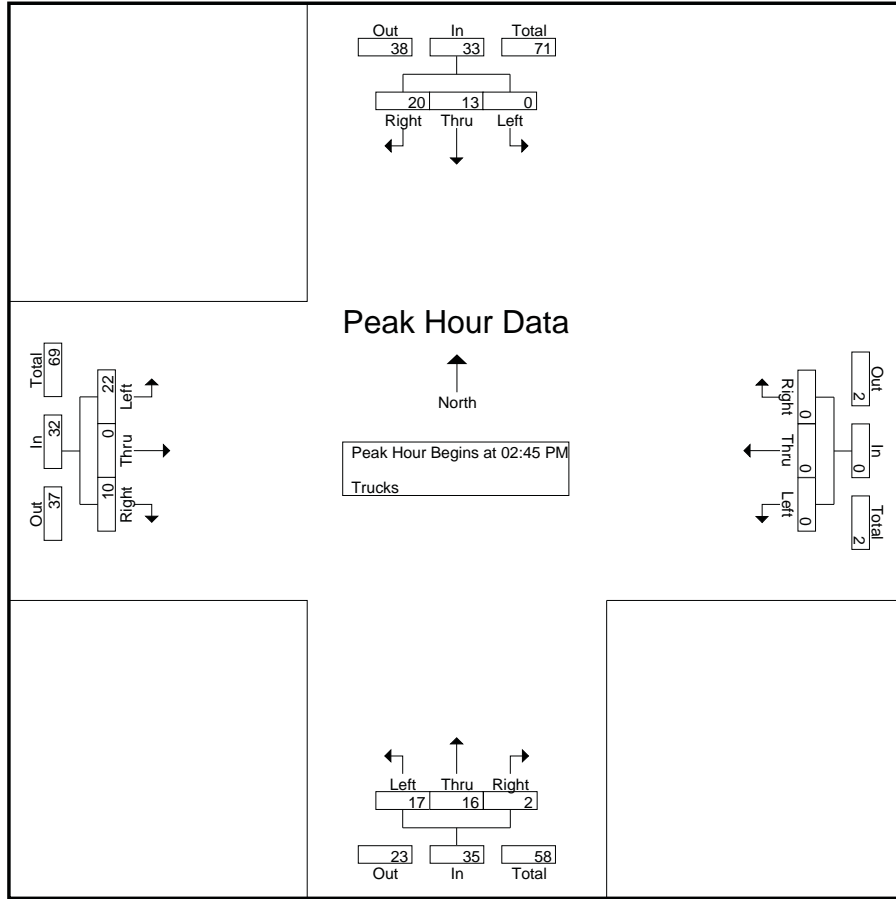 Out In Total
38 33 71
20 13 0
Right Thru Left
Peak Hour Data
North
Peak Hour Begins at 02:45 PM
Trucks
Total
69
In
32
Out
37
22
0
10
Left
Thru
Right
Right
Thru
Left
0
0
0
Out
2
In
0
Total
2
Left Thru Right
17 16 2
23 35 58
Out In Total